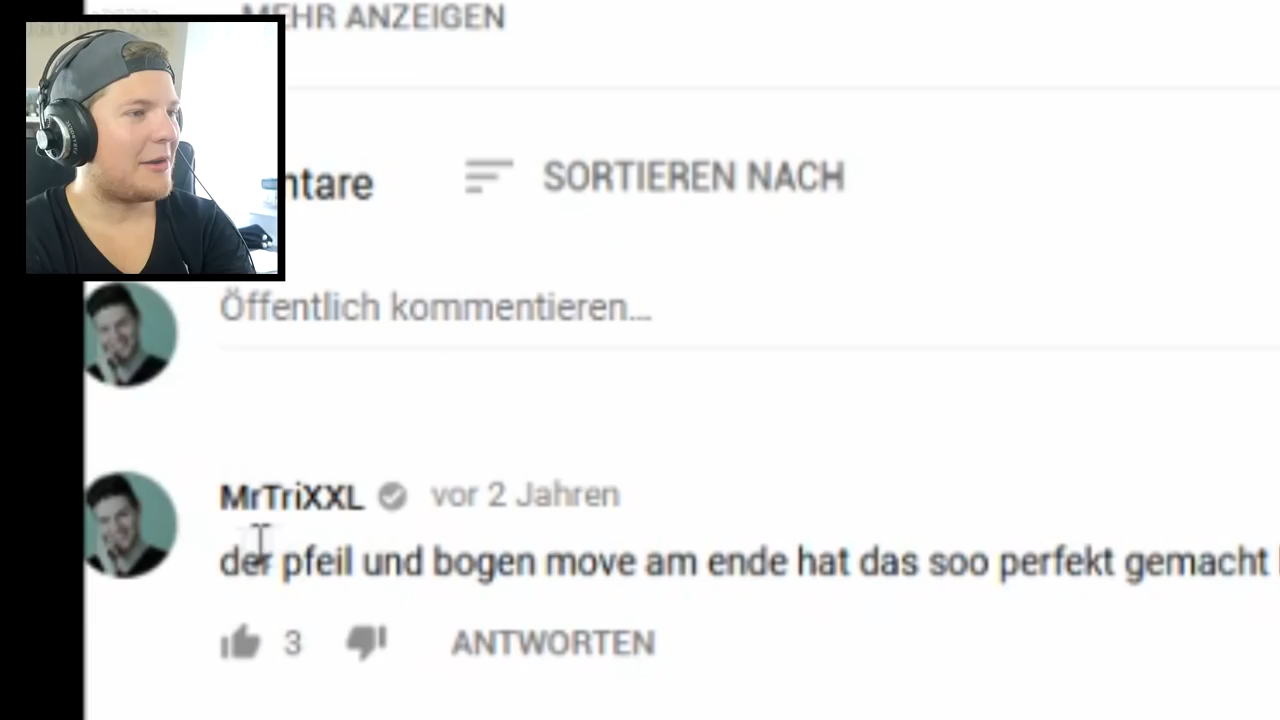 MEHR ANZEIGEN
ntare SORTIEREN NACH
Öffentlich kommentieren...
MrTriXXL vor 2 Jahren
der pfeil und bogen move am ende hat das soo perfekt gemacht
3 ANTWORTEN